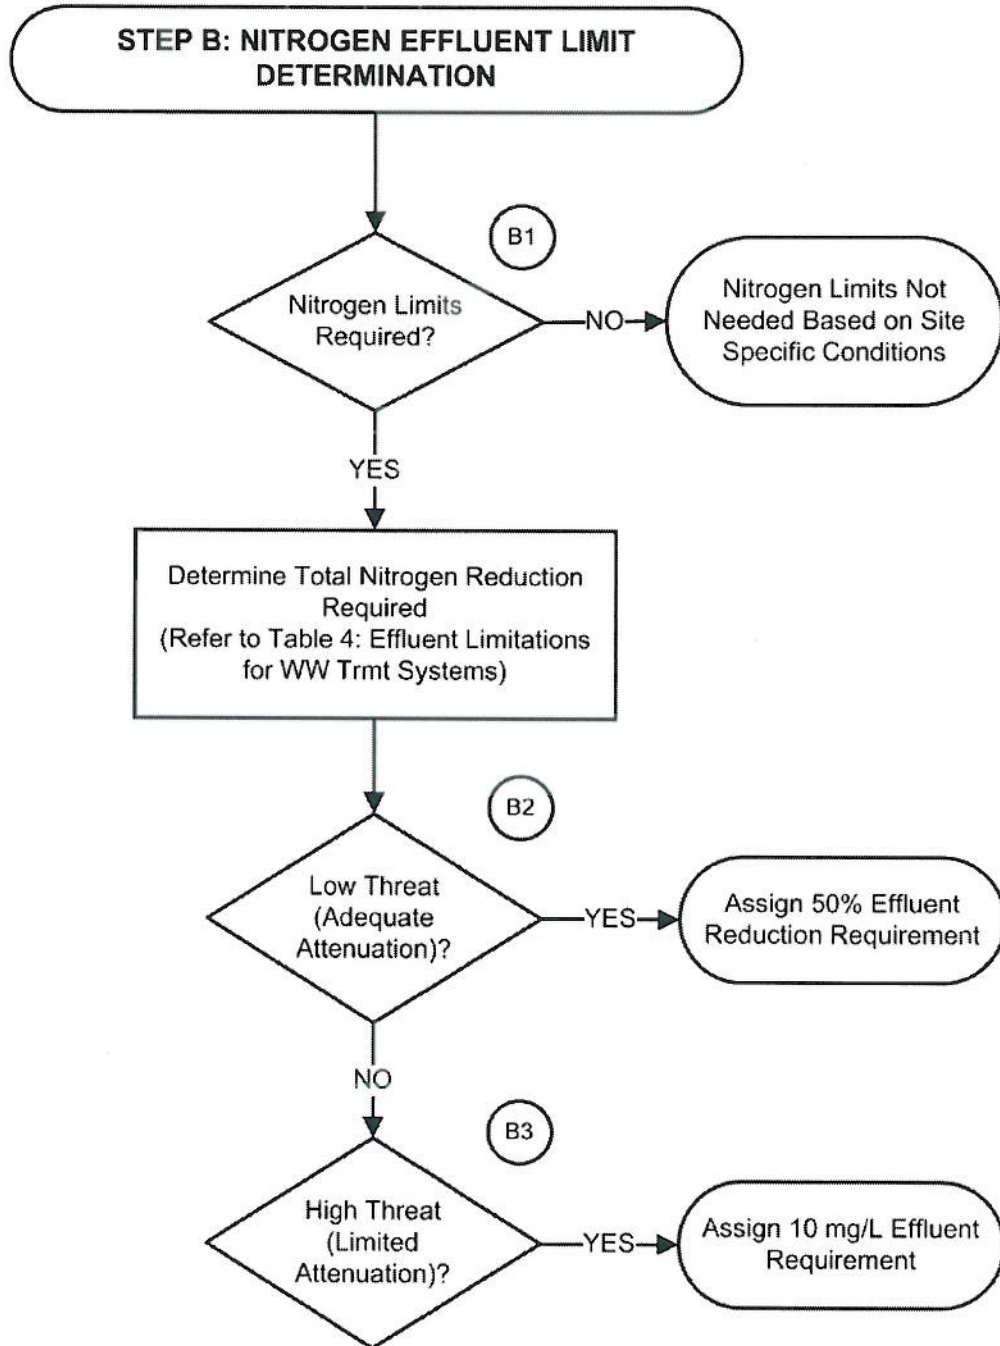 STEP B: NITROGEN EFFLUENT LIMIT
DETERMINATION
B1
Nitrogen Limits
Required?
NO
Nitrogen Limits Not
Needed Based on Site
Specific Conditions
YES
Determine Total Nitrogen Reduction
Required
(Refer to Table 4: Effluent Limitations
for WW Trmt Systems)
B2
Low Threat
(Adequate
Attenuation)?
YES
Assign 50% Effluent
Reduction Requirement
NO
B3
High Threat
(Limited
Attenuation)?
YES
Assign 10 mg/L Effluent
Requirement